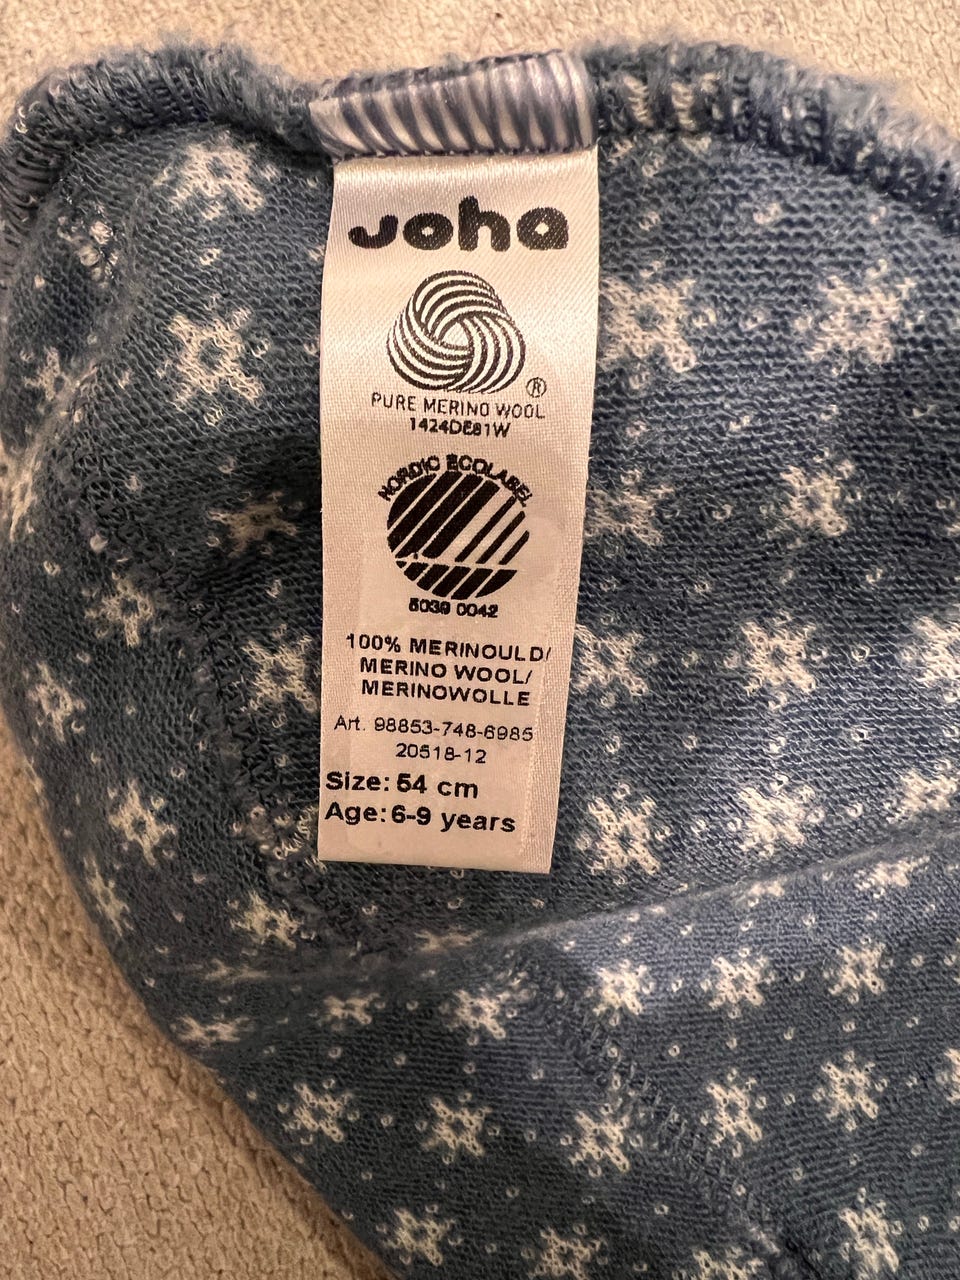 Joha
®
PURE MERINO WOOL
1424DE81W
NORDIC ECOLABEL
5039 0042
100% MERINOULD/
MERINO WOOL/
MERINOWOLLE
Art. 98853-748-6985
20518-12
Size: 54 cm
Age: 6-9 years